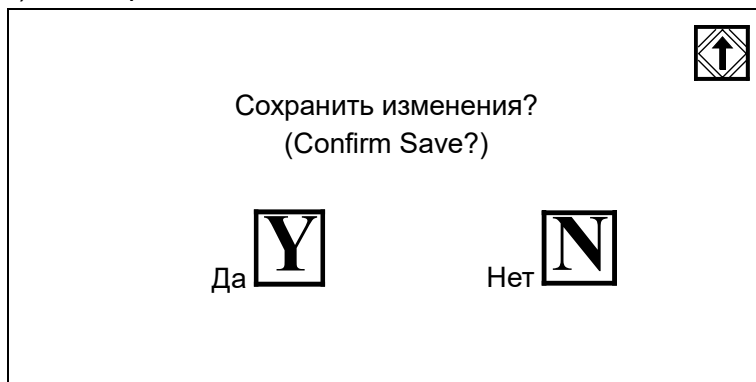 Сохранить изменения?
(Confirm Save?)
Да Y Нет N